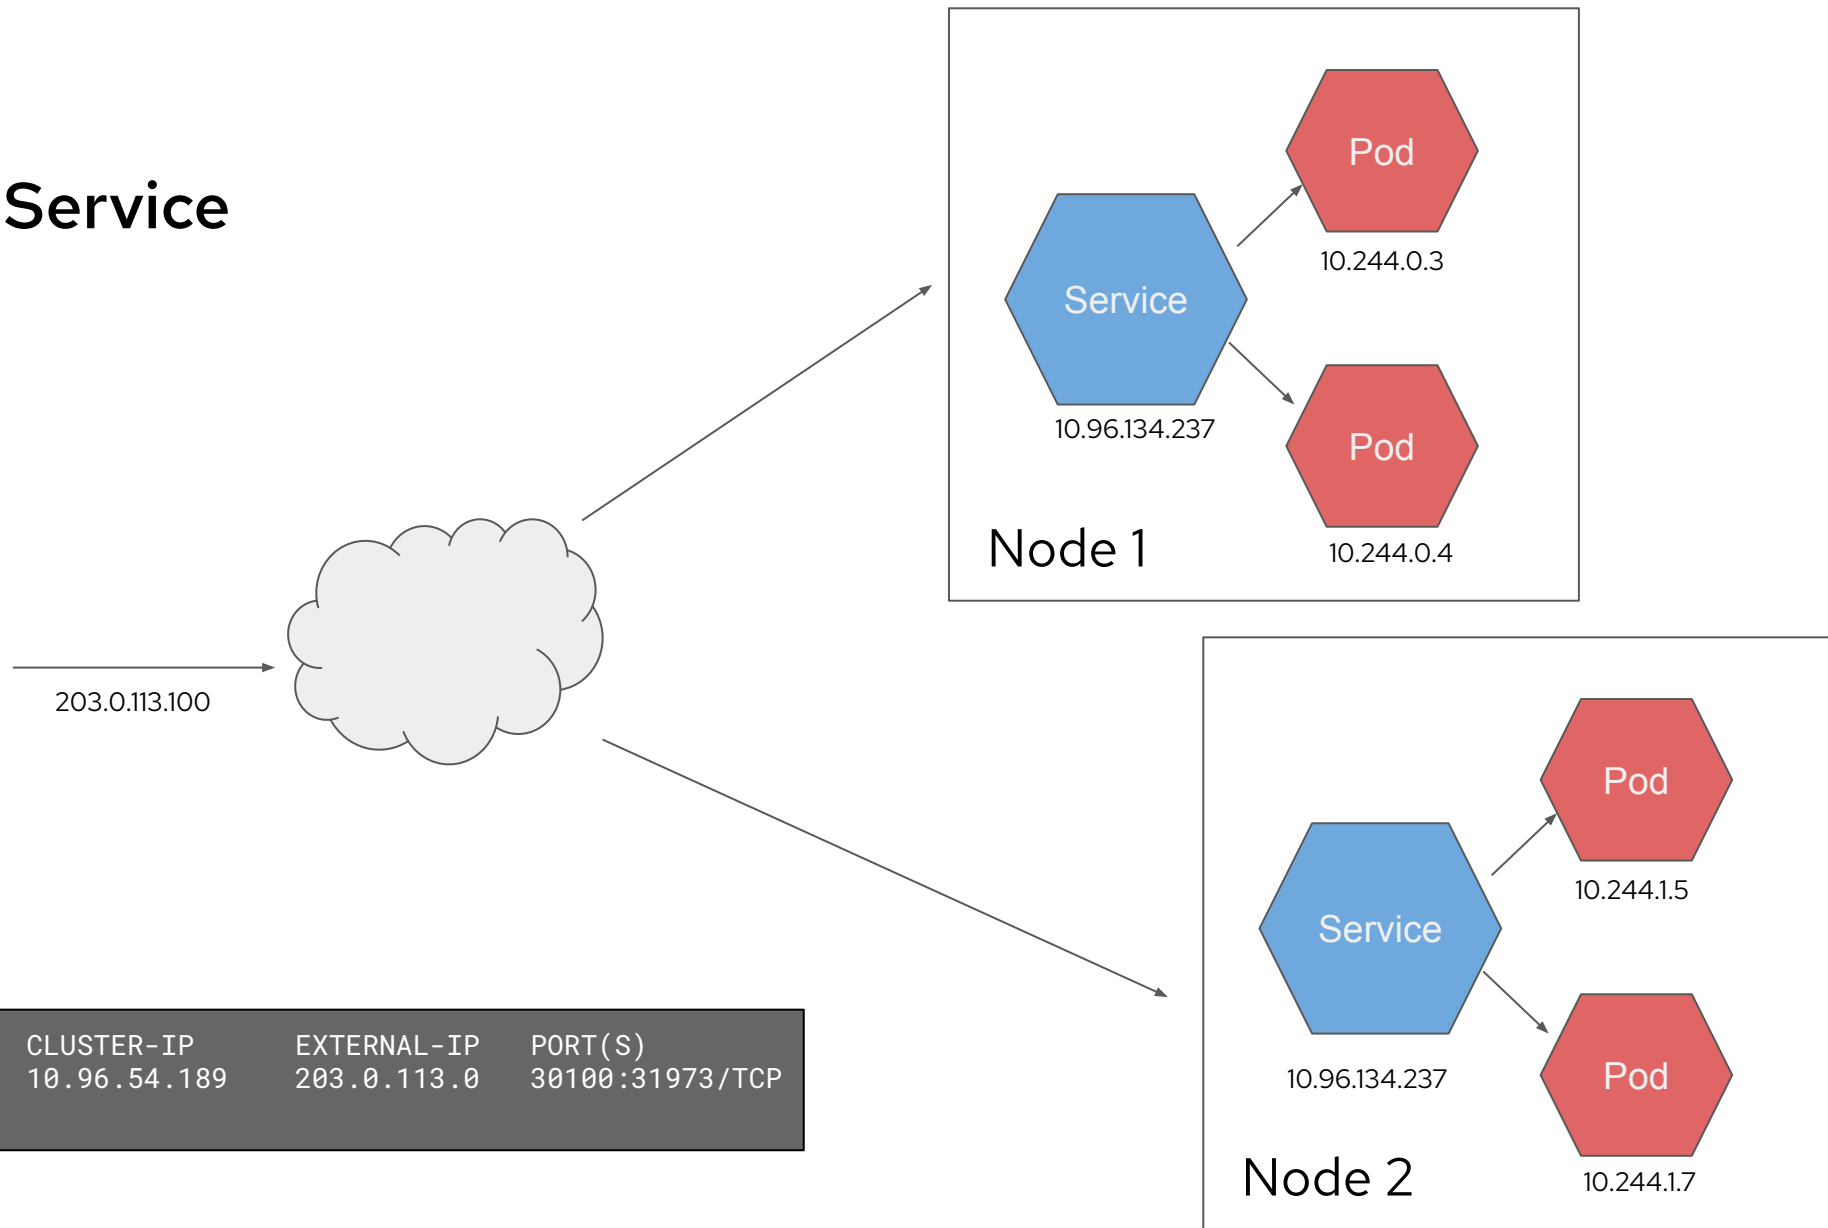 Service
Pod
10.244.0.3
Service
10.96.134.237
Pod
10.244.0.4
Node 1
203.0.113.100
Pod
10.244.1.5
Service
10.96.134.237
Pod
10.244.1.7
Node 2
CLUSTER-IP EXTERNAL-IP PORT(S)
10.96.54.189 203.0.113.0 30100:31973/TCP